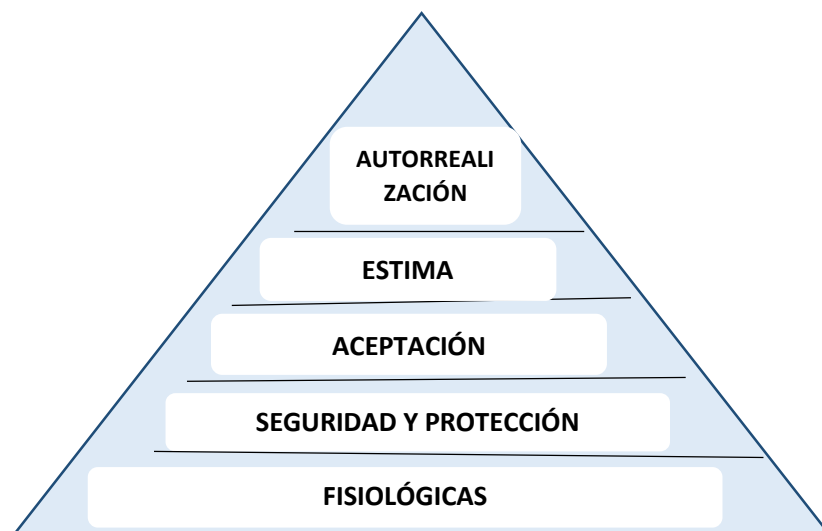 AUTORREALI
ZACIÓN
ESTIMA
ACEPTACIÓN
SEGURIDAD Y PROTECCIÓN
FISIOLÓGICAS